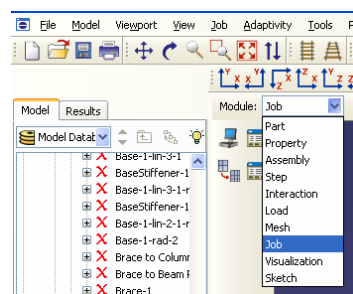 File Model Viewport View Job Adaptivity Tools
Model Results
Module: Job
Model Datab
Part
Property
Assembly
Step
Interaction
Load
Mesh
Job
Visualization
Sketch
Base-1-lin-3-1
BaseStiffener-1
Base-1-lin-3-1-r
BaseStiffener-1
Base-1-lin-2-1-r
Base-1-rad-2
Brace to Column
Brace to Beam F
Brace-1